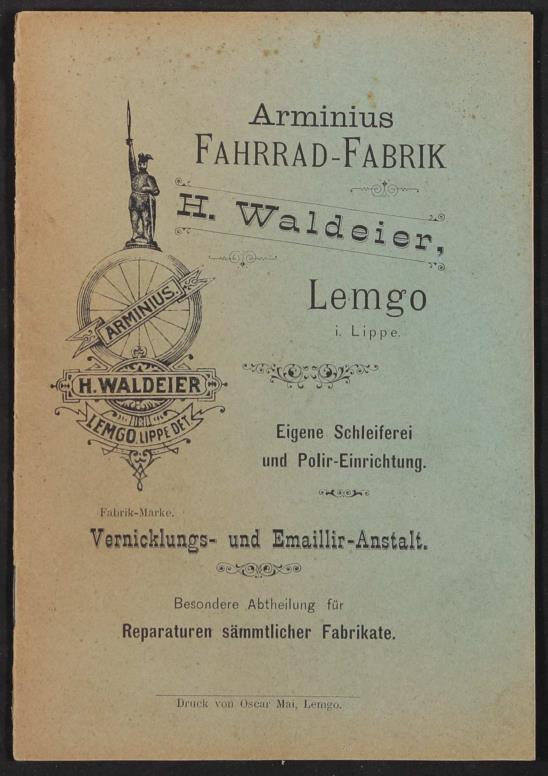 Arminius
FAHRRAD-FABRIK
H. Waldeier,
Lemgo
i. Lippe.
ARMINIUS.
H. WALDEIER
LEMGO, LIPPE DET.
Eigene Schleiferei
und Polir-Einrichtung.
Fabrik-Marke.
Vernicklungs- und Emaillir-Anstalt.
Besondere Abtheilung für
Reparaturen sämmtlicher Fabrikate.
Druck von Oscar Mai, Lemgo.